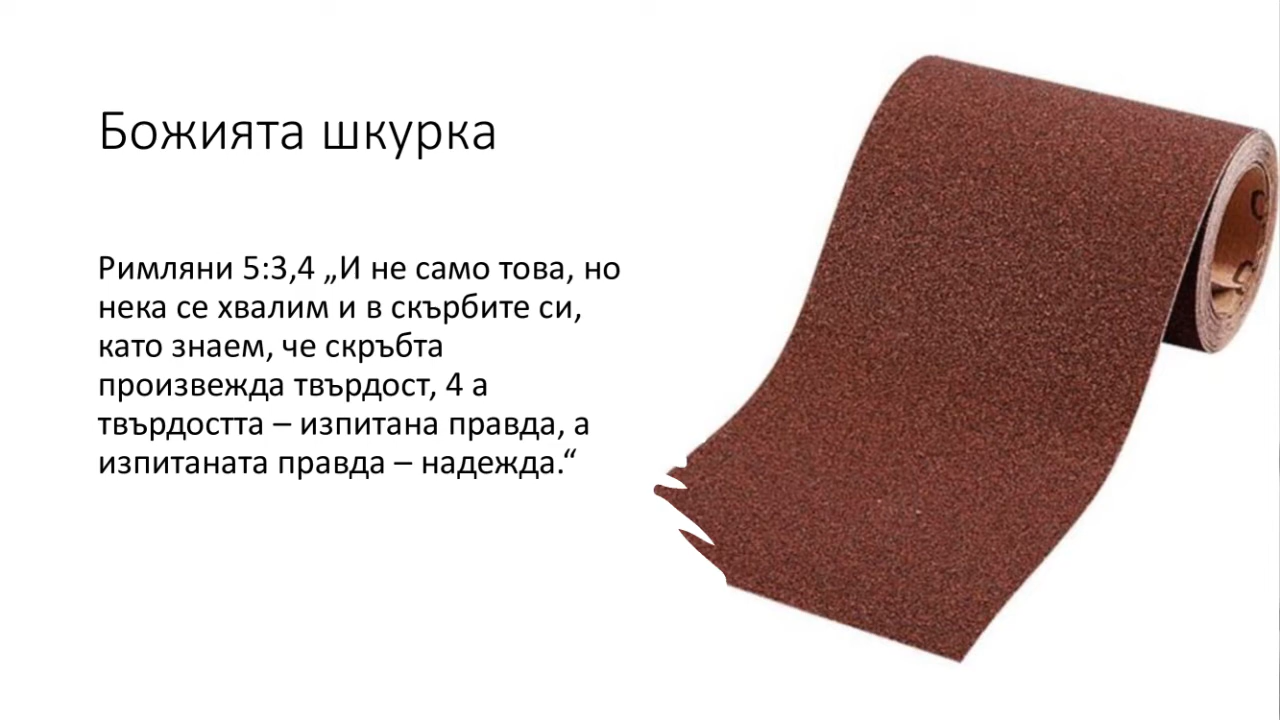 Божията шкурка
Римляни 5:3,4 „И не само това, но
нека се хвалим и в скърбите си,
като знаем, че скръбта
произвежда твърдост, 4 а
твърдостта – изпитана правда, а
изпитаната правда – надежда.“